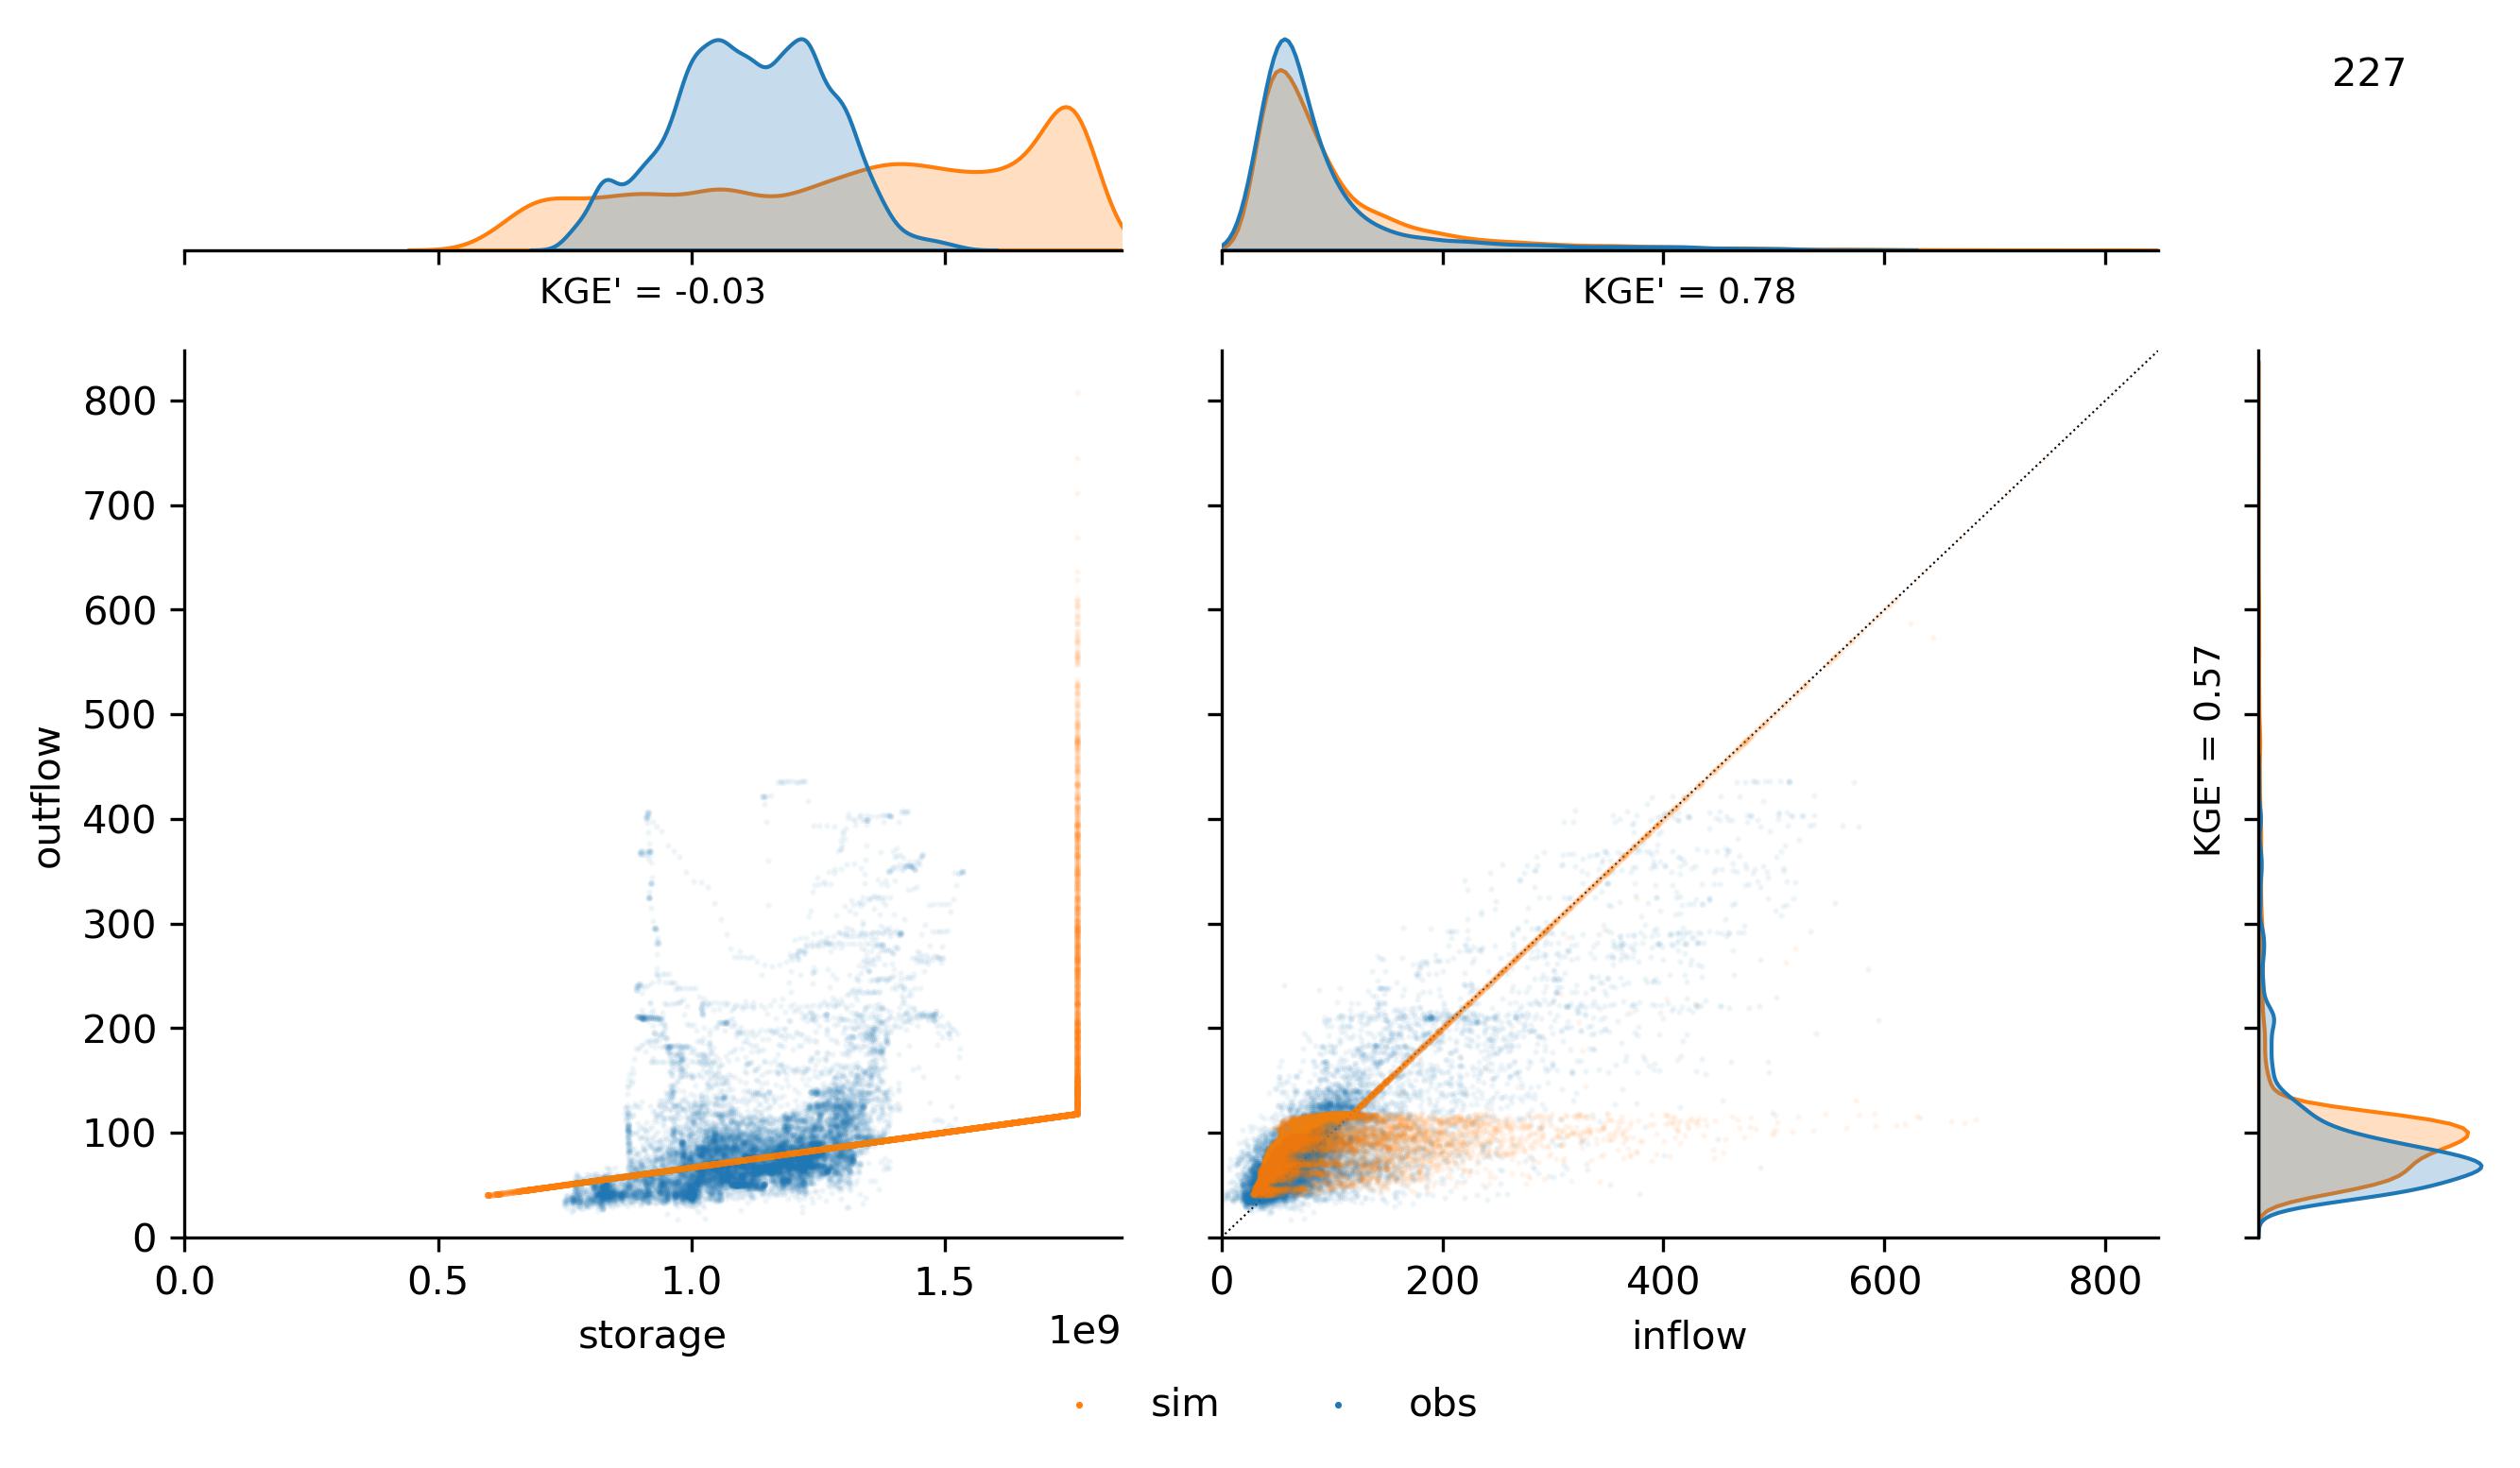 227
KGE' = -0.03
KGE' = 0.78
800
700
600
500
400
300
200
100
0
outflow
KGE' = 0.57
0.0 0.5 1.0 1.5
0 200 400 600 800
storage
1e9
inflow
sim obs